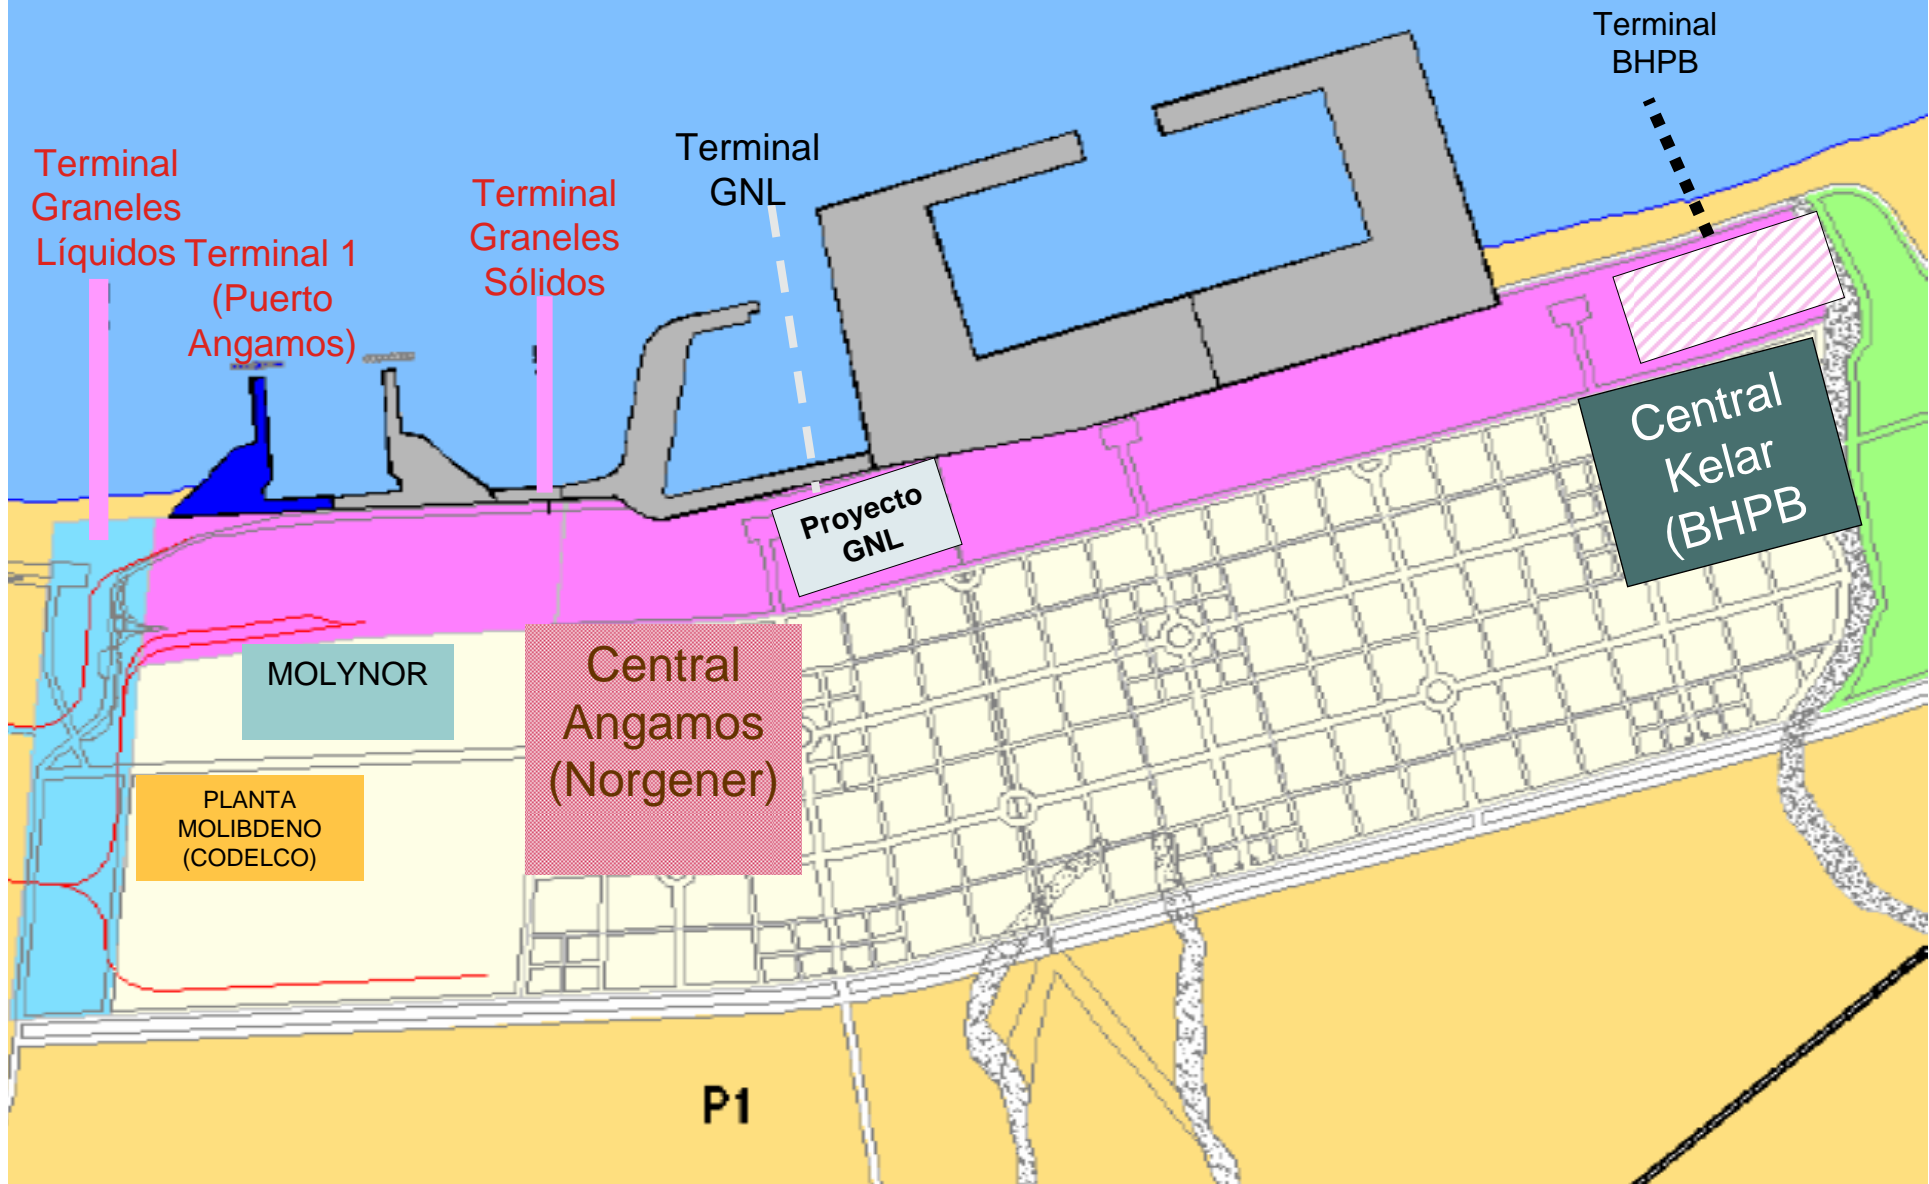 Terminal
BHPB
Terminal
GNL
Terminal
Graneles
Líquidos
Terminal 1
(Puerto
Angamos)
Terminal
Graneles
Sólidos
Proyecto
GNL
Central
Kelar
(BHPB
MOLYNOR
Central
Angamos
(Norgener)
PLANTA
MOLIBDENO
(CODELCO)
P1